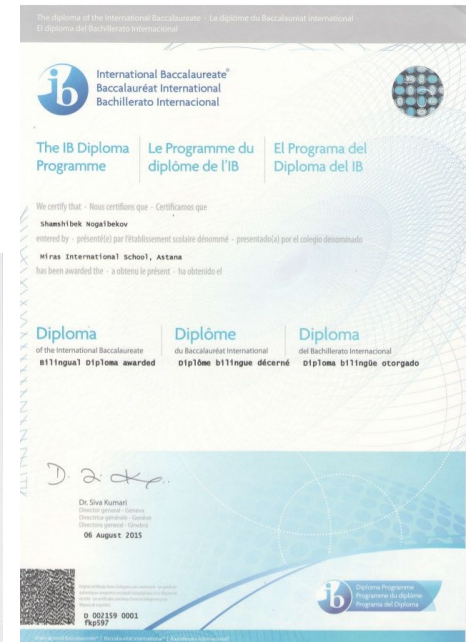 The diploma of the International Baccalaureate - Le diplôme du Baccalauréat international -
El diploma del Bachillerato Internacional
ib
International Baccalaureate®
Baccalauréat International
Bachillerato Internacional
The IB Diploma
Programme
Le Programme du
diplôme de l'IB
El Programa del
Diploma del IB
We certify that - Nous certifions que - Certificamos que
Shamshibek Nogaibekov
entered by - présenté(e) par l'établissement scolaire dénommé - presentado(a) por el colegio denominado
Miras International School, Astana
has been awarded the - a obtenu le présent - ha obtenido el
Diploma
of the International Baccalaureate
Bilingual Diploma awarded
Diplôme
du Baccalauréat International
Diplôme bilingue décerné
Diploma
del Bachillerato Internacional
Diploma bilingüe otorgado
Dr. Siva Kumari
Director general - Geneva
Directrice générale - Genève
Directora general - Ginebra
06 August 2015
D 002159 0001
fkp597
ib
Diploma Programme
Programme du diplôme
Programa del Diploma
International Baccalaureate® | Baccalauréat International® | Bachillerato Internacional®